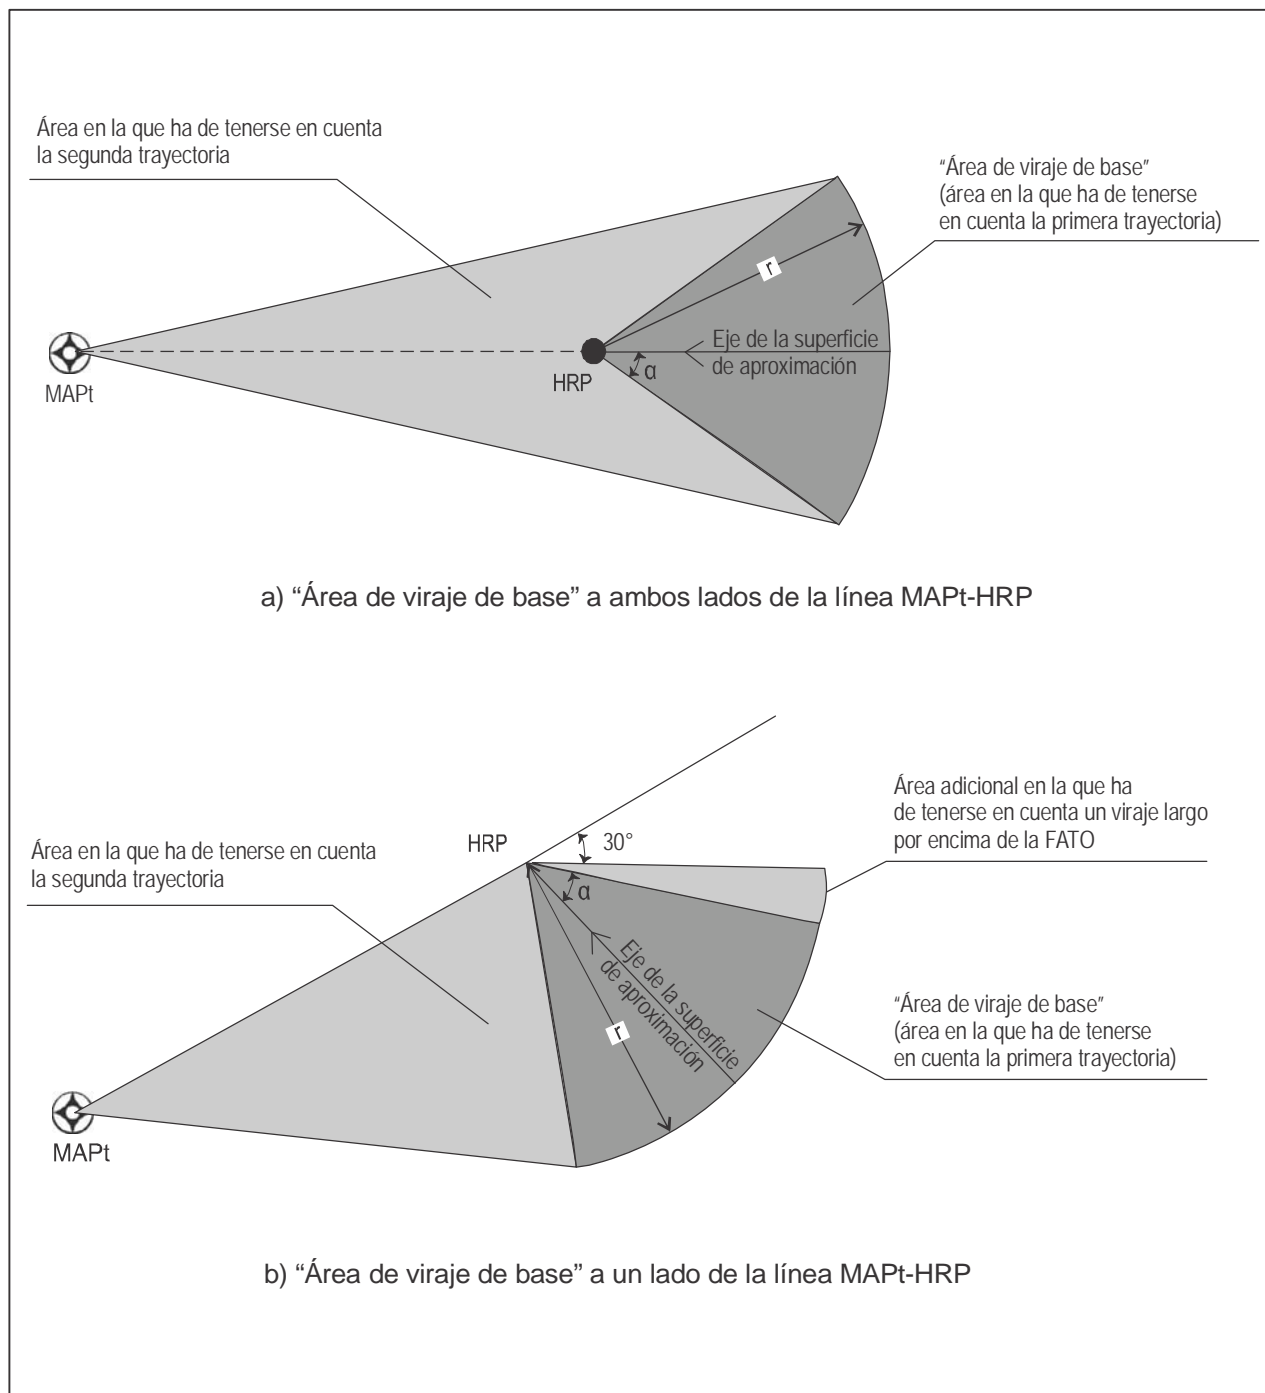 Área en la que ha de tenerse en cuenta
la segunda trayectoria
“Área de viraje de base”
(área en la que ha de tenerse
en cuenta la primera trayectoria)
r
Eje de la superficie
de aproximación
α
HRP
MAPt
a) “Área de viraje de base” a ambos lados de la línea MAPt-HRP
Área adicional en la que ha
de tenerse en cuenta un viraje largo
por encima de la FATO
HRP
30°
Área en la que ha de tenerse en cuenta
la segunda trayectoria
α
Eje de la superficie
de aproximación
r
“Área de viraje de base”
(área en la que ha de tenerse
en cuenta la primera trayectoria)
MAPt
b) “Área de viraje de base” a un lado de la línea MAPt-HRP